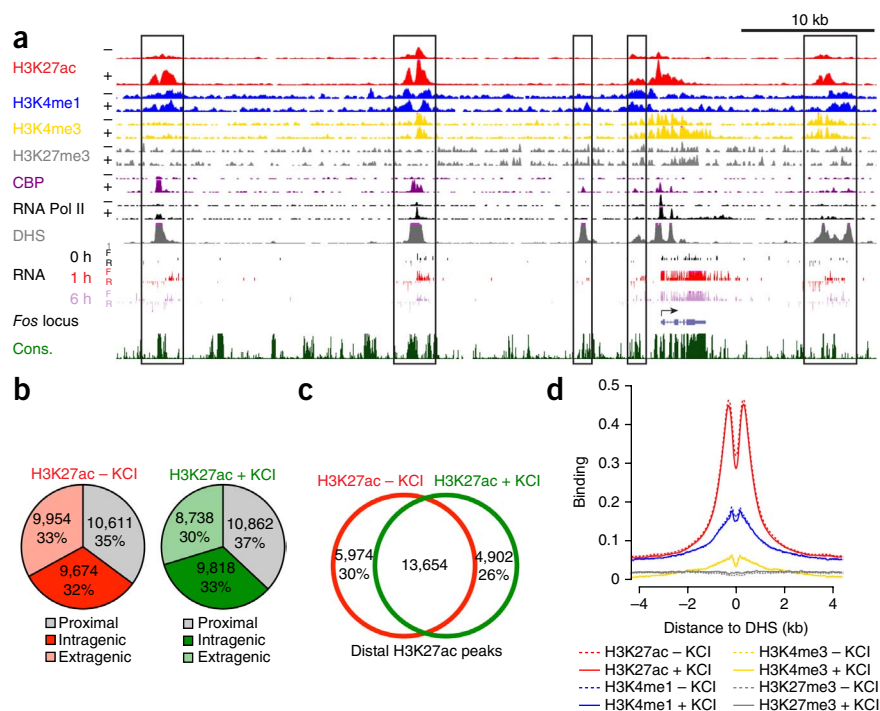 a
10 kb
H3K27ac
−
+
H3K4me1
−
+
H3K4me3
−
+
H3K27me3
−
+
CBP
−
+
RNA Pol II
−
+
DHS
RNA
0 h
F
R
1 h
F
R
6 h
F
R
Fos locus
Cons.
b
H3K27ac – KCl
H3K27ac + KCl
9,954
33%
10,611
35%
9,674
32%
8,738
30%
10,862
37%
9,818
33%
Proximal
Intragenic
Extragenic
Proximal
Intragenic
Extragenic
c
H3K27ac – KCl
H3K27ac + KCl
5,974
30%
13,654
4,902
26%
Distal H3K27ac peaks
d
Binding
0.5
0.4
0.3
0.2
0.1
0
−4
−2
0
2
4
Distance to DHS (kb)
H3K27ac – KCl
H3K27ac + KCl
H3K4me1 – KCl
H3K4me1 + KCl
H3K4me3 – KCl
H3K4me3 + KCl
H3K27me3 – KCl
H3K27me3 + KCl